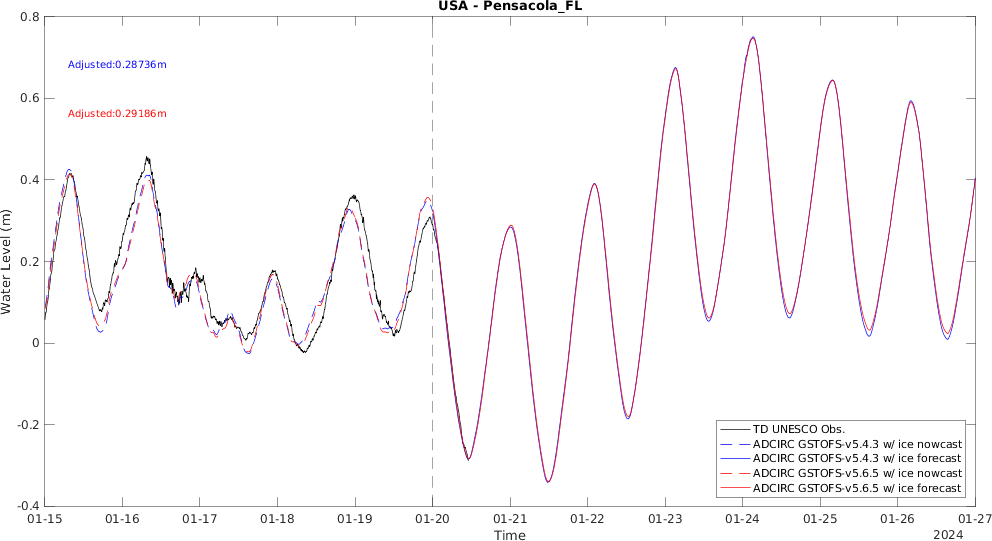 USA - Pensacola_FL
0.8
0.6
0.4
0.2
0
-0.2
-0.4
Water Level (m)
Adjusted:0.28736m
Adjusted:0.29186m
TD UNESCO Obs.
ADCIRC GSTOFS-v5.4.3 w/ ice nowcast
ADCIRC GSTOFS-v5.4.3 w/ ice forecast
ADCIRC GSTOFS-v5.6.5 w/ ice nowcast
ADCIRC GSTOFS-v5.6.5 w/ ice forecast
01-15 01-16 01-17 01-18 01-19 01-20 01-21 01-22 01-23 01-24 01-25 01-26 01-27
Time
2024